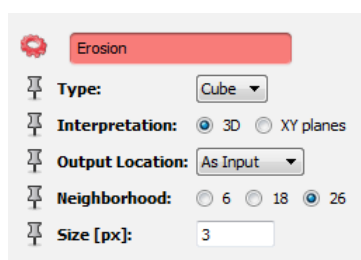 Erosion
Type: Cube
Interpretation: 3D XY planes
Output Location: As Input
Neighborhood: 6 18 26
Size [px]: 3